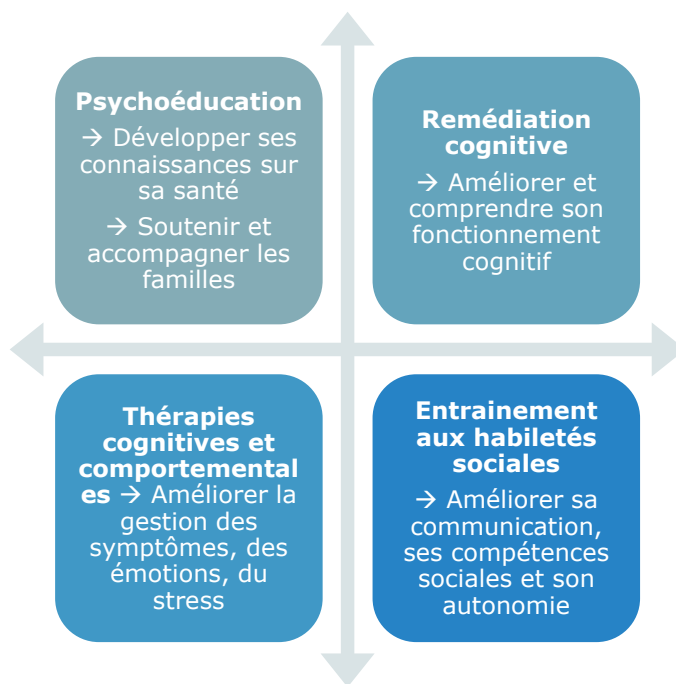 Psychoéducation
→ Développer ses
connaissances sur
sa santé
→ Soutenir et
accompagner les
familles
Remédiation
cognitive
→ Améliorer et
comprendre son
fonctionnement
cognitif
Thérapies
cognitives et
comportemental
es → Améliorer la
gestion des
symptômes, des
émotions, du
stress
Entrainement
aux habiletés
sociales
→ Améliorer sa
communication,
ses compétences
sociales et son
autonomie